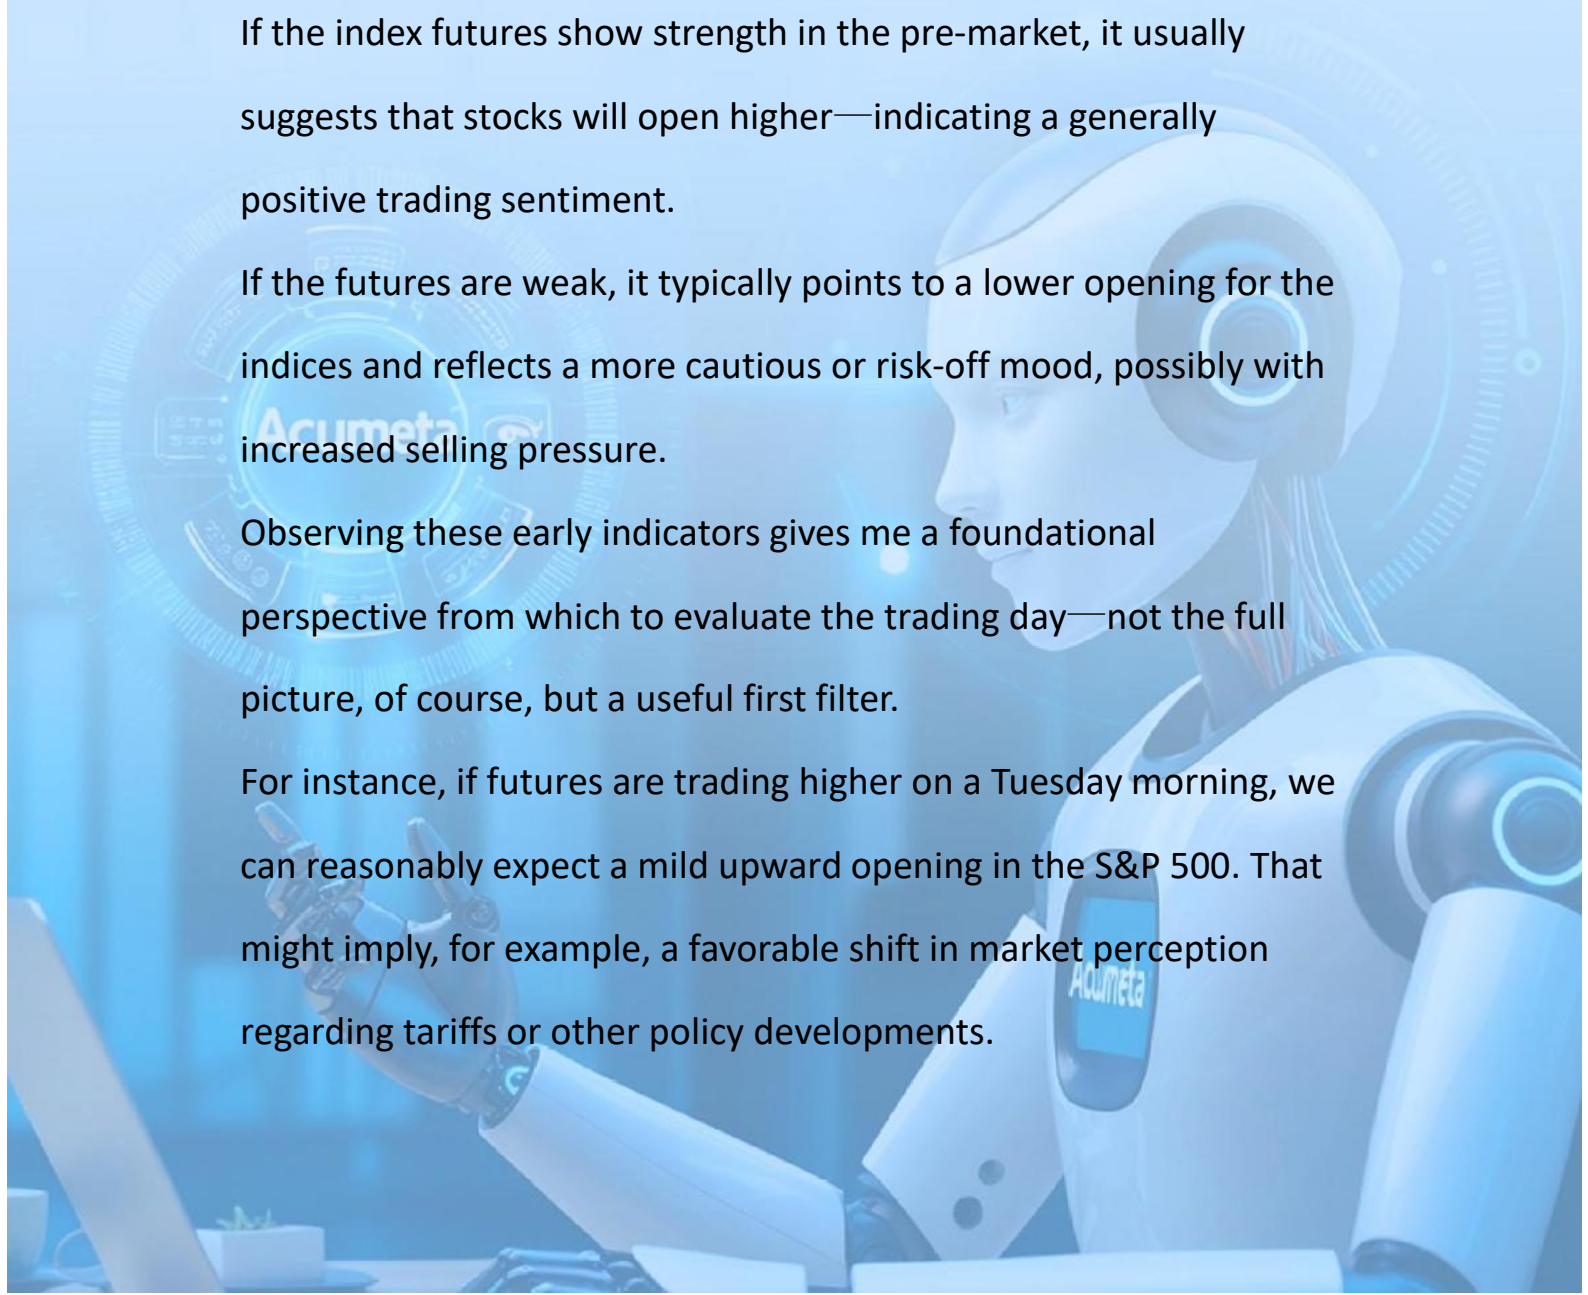 If the index futures show strength in the pre-market, it usually
suggests that stocks will open higher—indicating a generally
positive trading sentiment.
If the futures are weak, it typically points to a lower opening for the
indices and reflects a more cautious or risk-off mood, possibly with
Acumeta
increased selling pressure.
Observing these early indicators gives me a foundational
perspective from which to evaluate the trading day—not the full
picture, of course, but a useful first filter.
For instance, if futures are trading higher on a Tuesday morning, we
can reasonably expect a mild upward opening in the S&P 500. That
might imply, for example, a favorable shift in market perception
Acumeta
regarding tariffs or other policy developments.